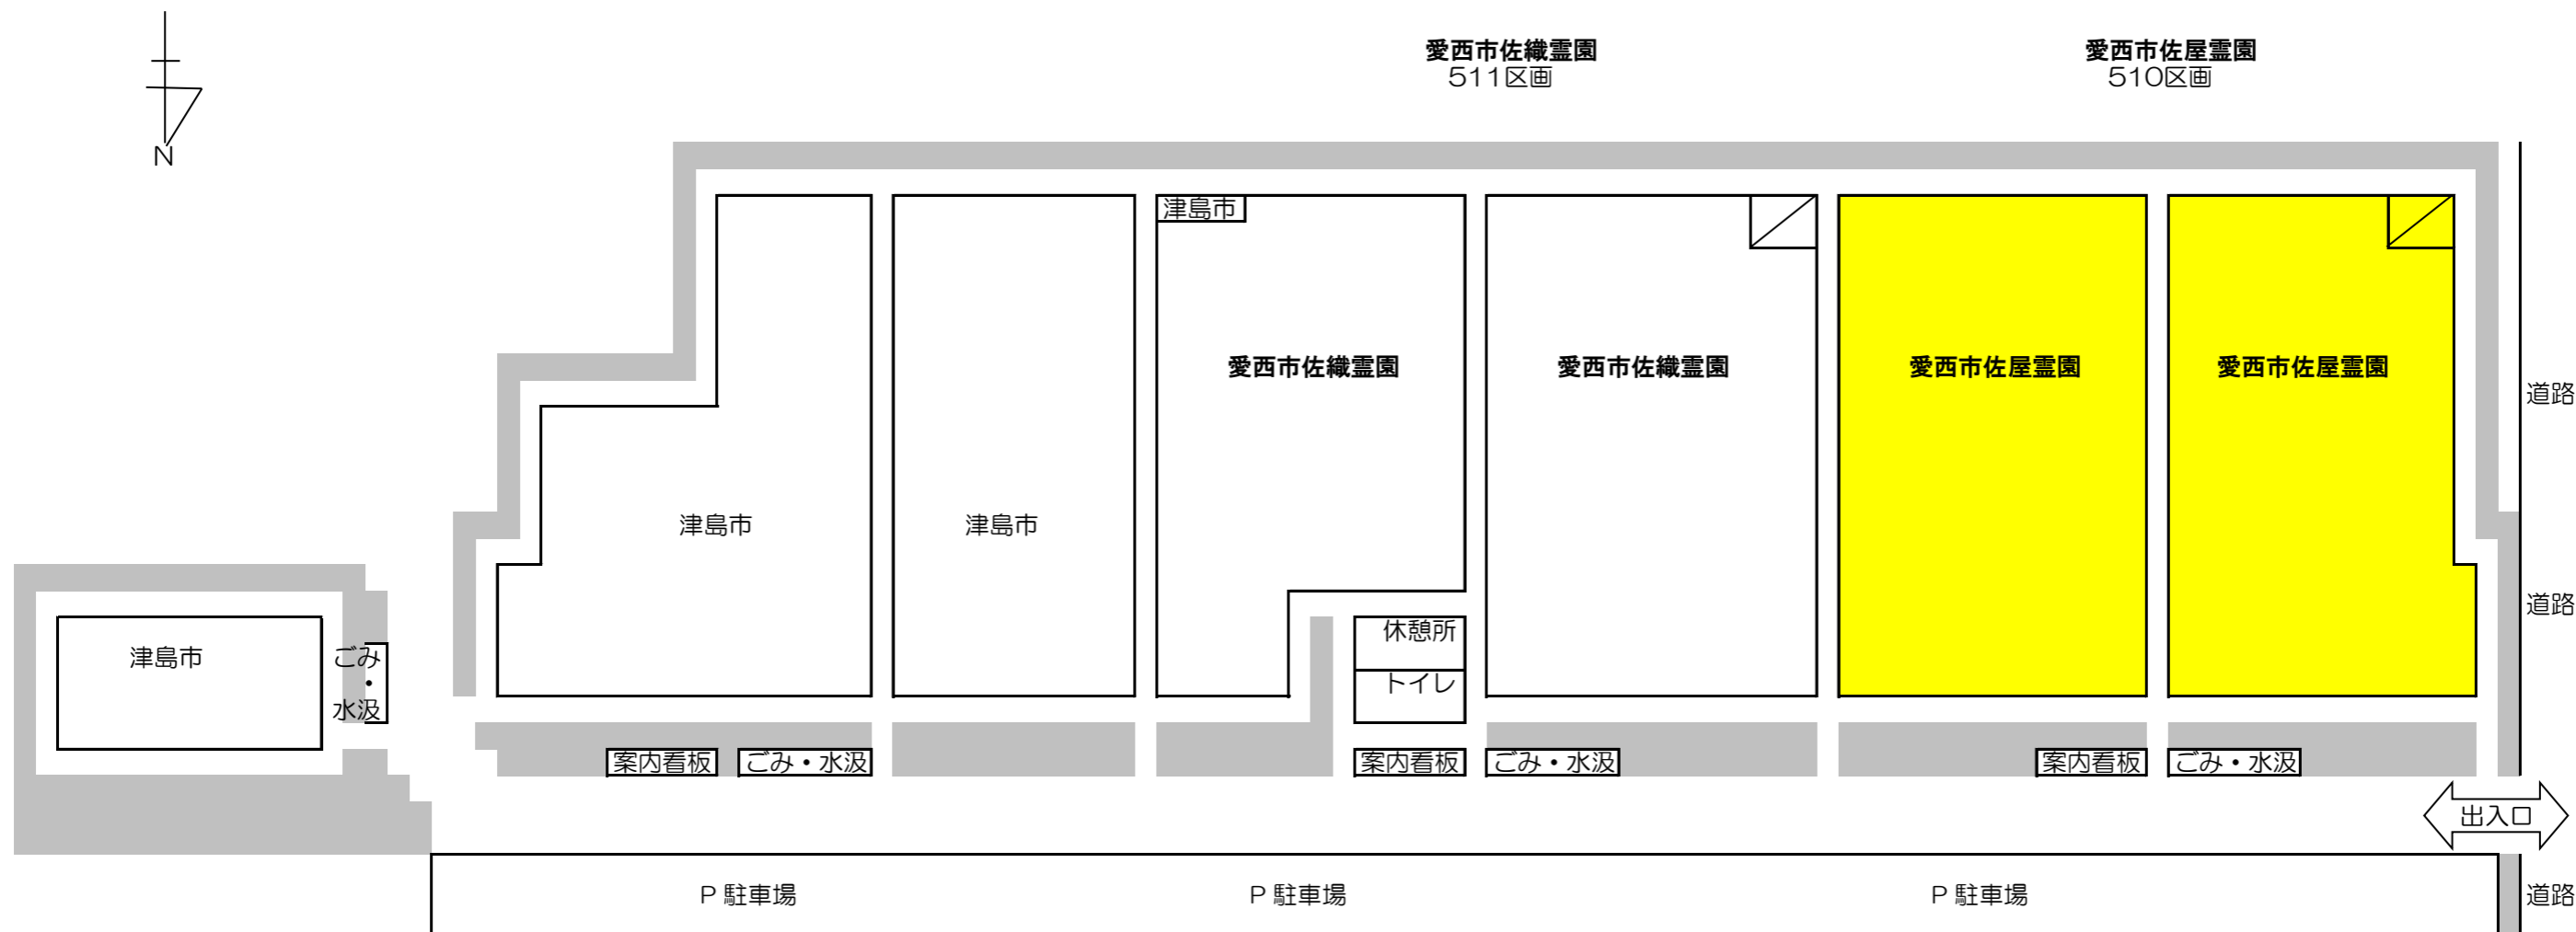 愛西市佐織霊園
511区画
愛西市佐屋霊園
510区画
N
津島市
愛西市佐織霊園
愛西市佐織霊園
愛西市佐屋霊園
愛西市佐屋霊園
道路
津島市
津島市
道路
休憩所
トイレ
津島市
ごみ
・
水汲
案内看板
ごみ・水汲
案内看板
ごみ・水汲
案内看板
ごみ・水汲
出入口
P 駐車場
P 駐車場
P 駐車場
道路